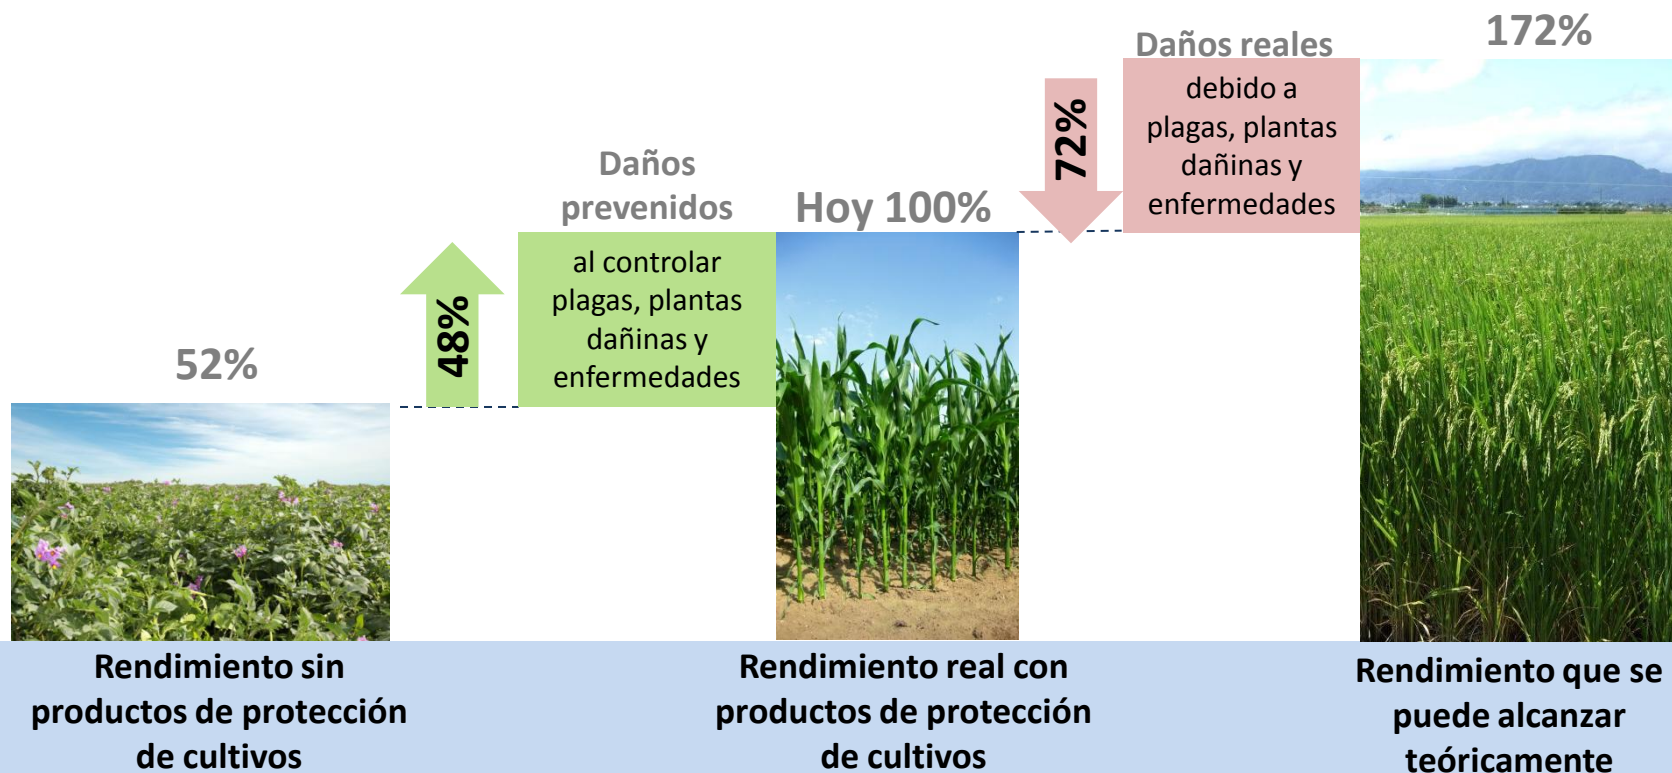 52%
Rendimiento sin
productos de protección
de cultivos
48%
Daños
prevenidos
al controlar
plagas, plantas
dañinas y
enfermedades
Hoy 100%
Rendimiento real con
productos de protección
de cultivos
72%
Daños reales
debido a
plagas, plantas
dañinas y
enfermedades
172%
Rendimiento que se
puede alcanzar
teóricamente